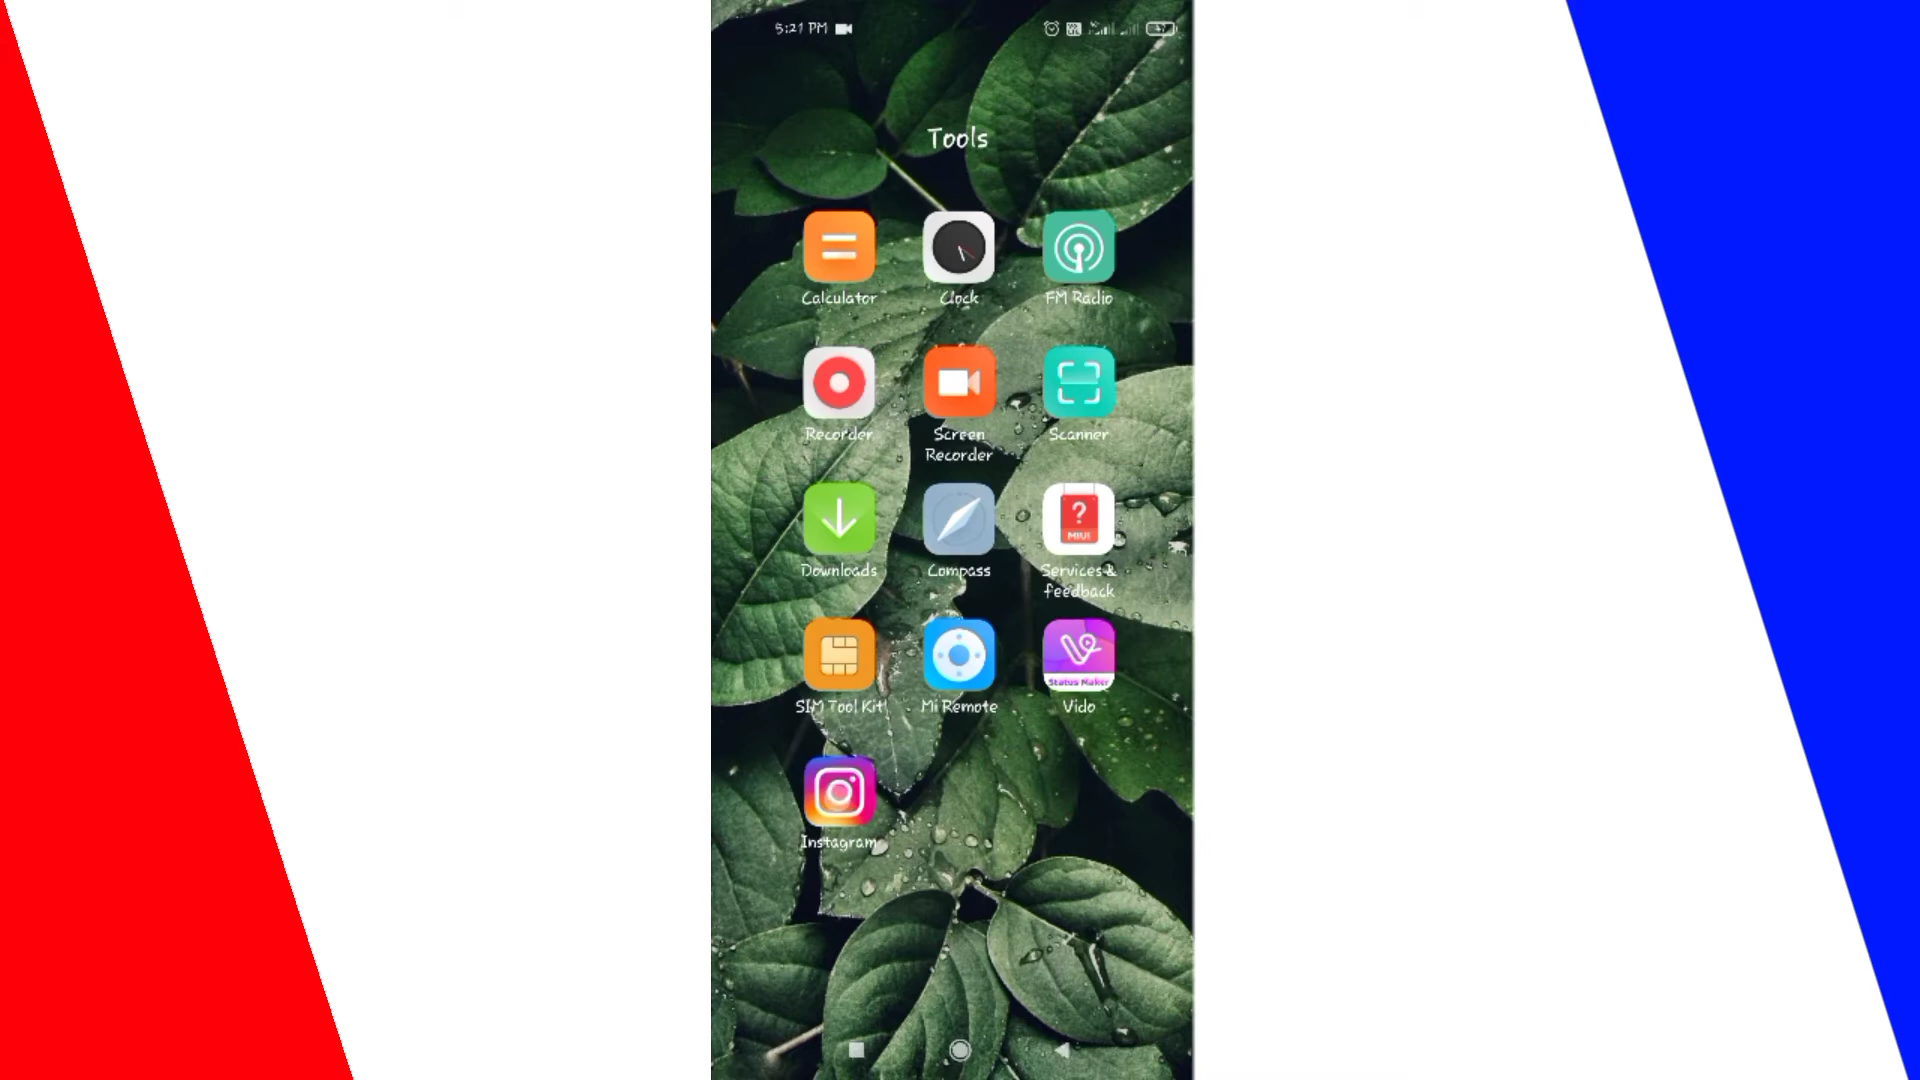 5:21 PM
Tools
Calculator
Clock
FM Radio
Recorder
Screen
Recorder
Scanner
Downloads
Compass
?
MIUI
Services &
feedback
SIM Tool Kit
Mi Remote
Status Maker
Vido
Instagram